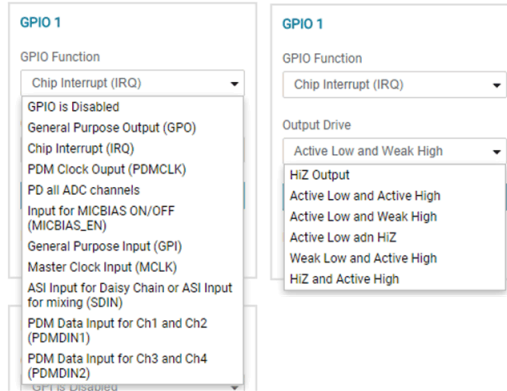 GPIO 1
GPIO Function
Chip Interrupt (IRQ)
GPIO is Disabled
General Purpose Output (GPO)
Chip Interrupt (IRQ)
PDM Clock Ouput (PDMCLK)
PD all ADC channels
Input for MICBIAS ON/OFF
(MICBIAS_EN)
General Purpose Input (GPI)
Master Clock Input (MCLK)
ASI Input for Daisy Chain or ASI Input
for mixing (SDIN)
PDM Data Input for Ch1 and Ch2
(PDMDIN1)
PDM Data Input for Ch3 and Ch4
(PDMDIN2)
GPI is Disabled
GPIO 1
GPIO Function
Chip Interrupt (IRQ)
Output Drive
Active Low and Weak High
HiZ Output
Active Low and Active High
Active Low and Weak High
Active Low adn HiZ
Weak Low and Active High
HiZ and Active High